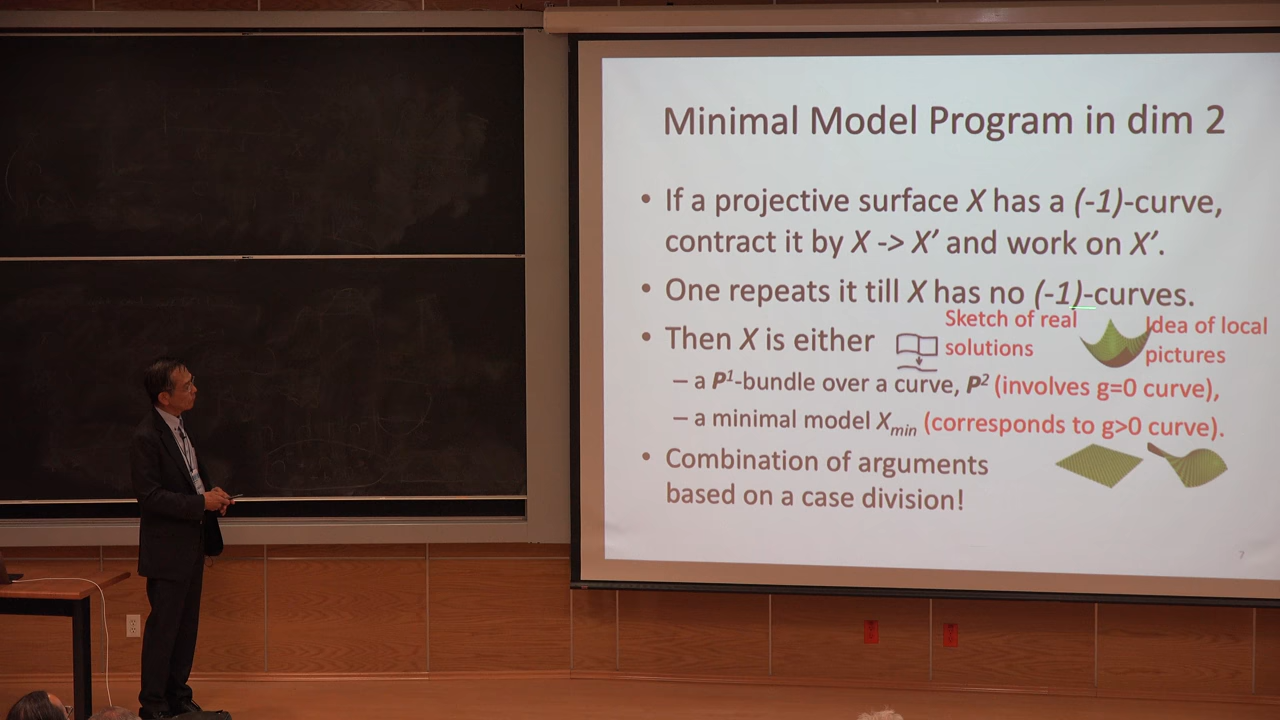 Minimal Model Program in dim 2
• If a projective surface X has a (-1)-curve,
contract it by X -> X’ and work on X’.
• One repeats it till X has no (-1)-curves.
• Then X is either
Sketch of real
solutions
Idea of local
pictures
– a P¹-bundle over a curve, P² (involves g=0 curve),
– a minimal model Xmin (corresponds to g>0 curve).
• Combination of arguments
based on a case division!
7